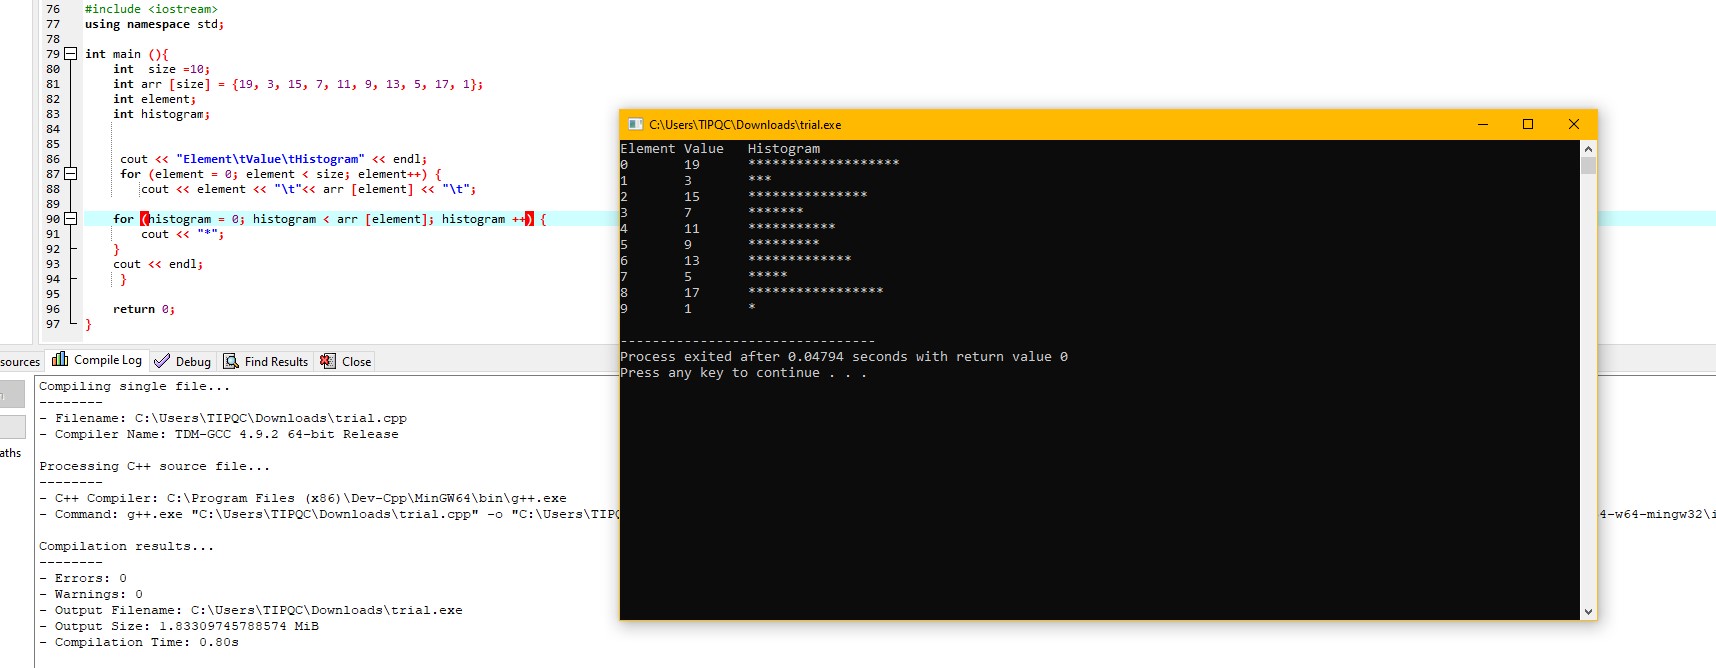 76 #include <iostream>
77 using namespace std;
78
79 int main (){
80 int  size =10;
81 int arr [size] = {19, 3, 15, 7, 11, 9, 13, 5, 17, 1};
82 int element;
83 int histogram;
84
85
86 cout << "Element\tValue\tHistogram" << endl;
87 for (element = 0; element < size; element++) {
88 cout << element << "\t"<< arr [element] << "\t";
89
90 for (histogram = 0; histogram < arr [element]; histogram ++) {
91 cout << "*";
92 }
93 cout << endl;
94 }
95
96 return 0;
97 }
C:\Users\TIPQC\Downloads\trial.exe
Element Value   Histogram
0       19      *******************
1       3       ***
2       15      ***************
3       7       *******
4       11      ***********
5       9       *********
6       13      *************
7       5       *****
8       17      *****************
9       1       *
--------------------------------
Process exited after 0.04794 seconds with return value 0
Press any key to continue . . .
sources Compile Log Debug Find Results Close
aths
Compiling single file...
--------
- Filename: C:\Users\TIPQC\Downloads\trial.cpp
- Compiler Name: TDM-GCC 4.9.2 64-bit Release
Processing C++ source file...
--------
- C++ Compiler: C:\Program Files (x86)\Dev-Cpp\MinGW64\bin\g++.exe
- Command: g++.exe "C:\Users\TIPQC\Downloads\trial.cpp" -o "C:\Users\TIPQ 4-w64-mingw32\i
Compilation results...
--------
- Errors: 0
- Warnings: 0
- Output Filename: C:\Users\TIPQC\Downloads\trial.exe
- Output Size: 1.83309745788574 MiB
- Compilation Time: 0.80s